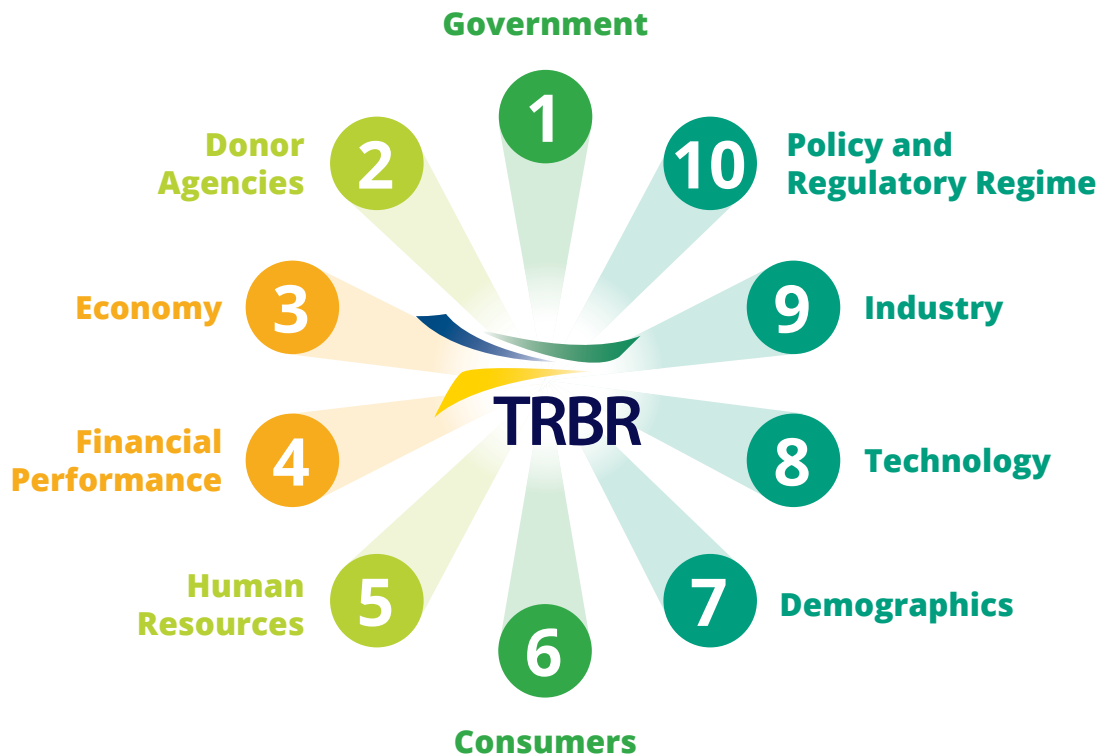 Government
1
2
Donor
Agencies
10
Policy and
Regulatory Regime
3
Economy
9
Industry
TRBR
4
Financial
Performance
8
Technology
5
Human
Resources
7
Demographics
6
Consumers